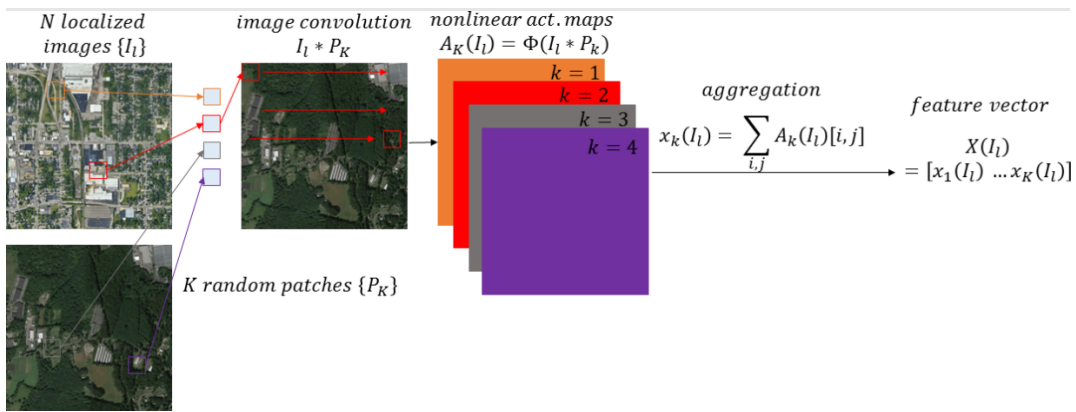 N localized
images {I_l}
image convolution
I_l * P_K
nonlinear act. maps
A_K(I_l) = Φ(I_l * P_k)
k = 1
k = 2
k = 3
k = 4
aggregation
x_k(I_l) = ∑_{i,j} A_k(I_l)[i, j]
feature vector
X(I_l)
= [x_1(I_l) …x_K(I_l)]
K random patches {P_K}